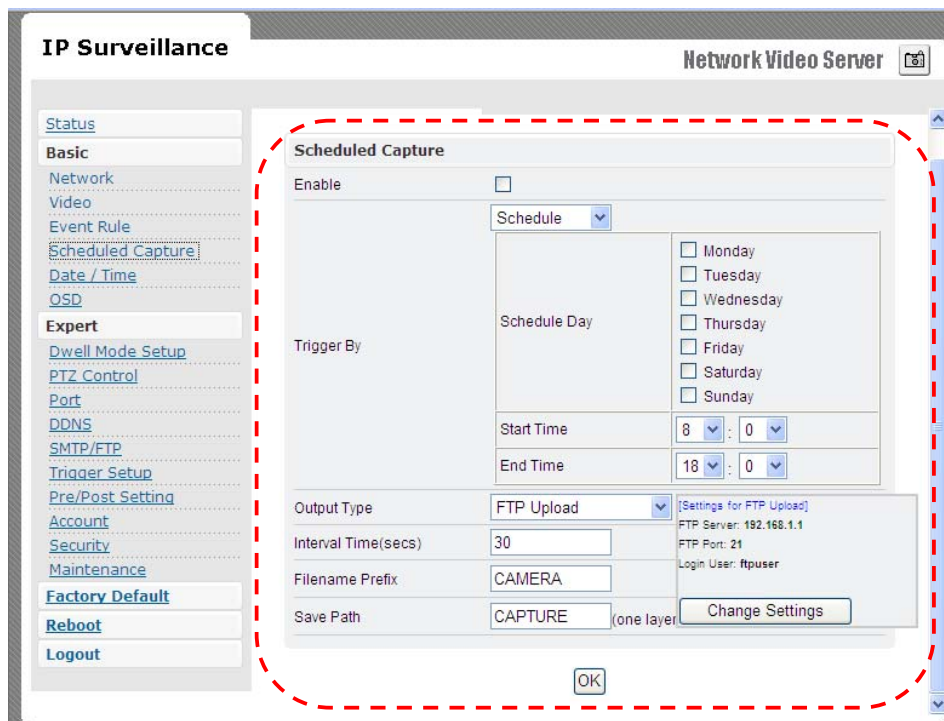 IP Surveillance
Network Video Server
Status
Basic
Network
Video
Event Rule
Scheduled Capture
Date / Time
OSD
Expert
Dwell Mode Setup
PTZ Control
Port
DDNS
SMTP/FTP
Trigger Setup
Pre/Post Setting
Account
Security
Maintenance
Factory Default
Reboot
Logout
Scheduled Capture
Enable
Trigger By
Schedule
Schedule Day
Monday
Tuesday
Wednesday
Thursday
Friday
Saturday
Sunday
Start Time 8 : 0
End Time 18 : 0
Output Type FTP Upload
Interval Time(secs) 30
Filename Prefix CAMERA
Save Path CAPTURE (one layer
[Settings for FTP Upload]
FTP Server: 192.168.1.1
FTP Port: 21
Login User: ftpuser
Change Settings
OK